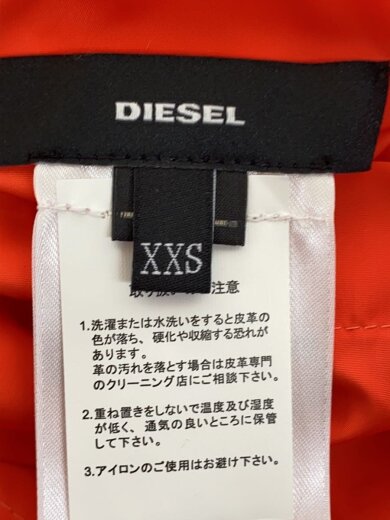 DIESEL
XXS
取り扱い 注意
1.洗濯または水洗いをすると皮革の
色が落ち、硬化や収縮する恐れが
あります。
革の汚れを落とす場合は皮革専門
のクリーニング店にご相談下さい。
2.重ね置きをしないで温度及び湿度
が低く、通気の良いところに保管
して下さい。
3.アイロンのご使用はお避け下さい。